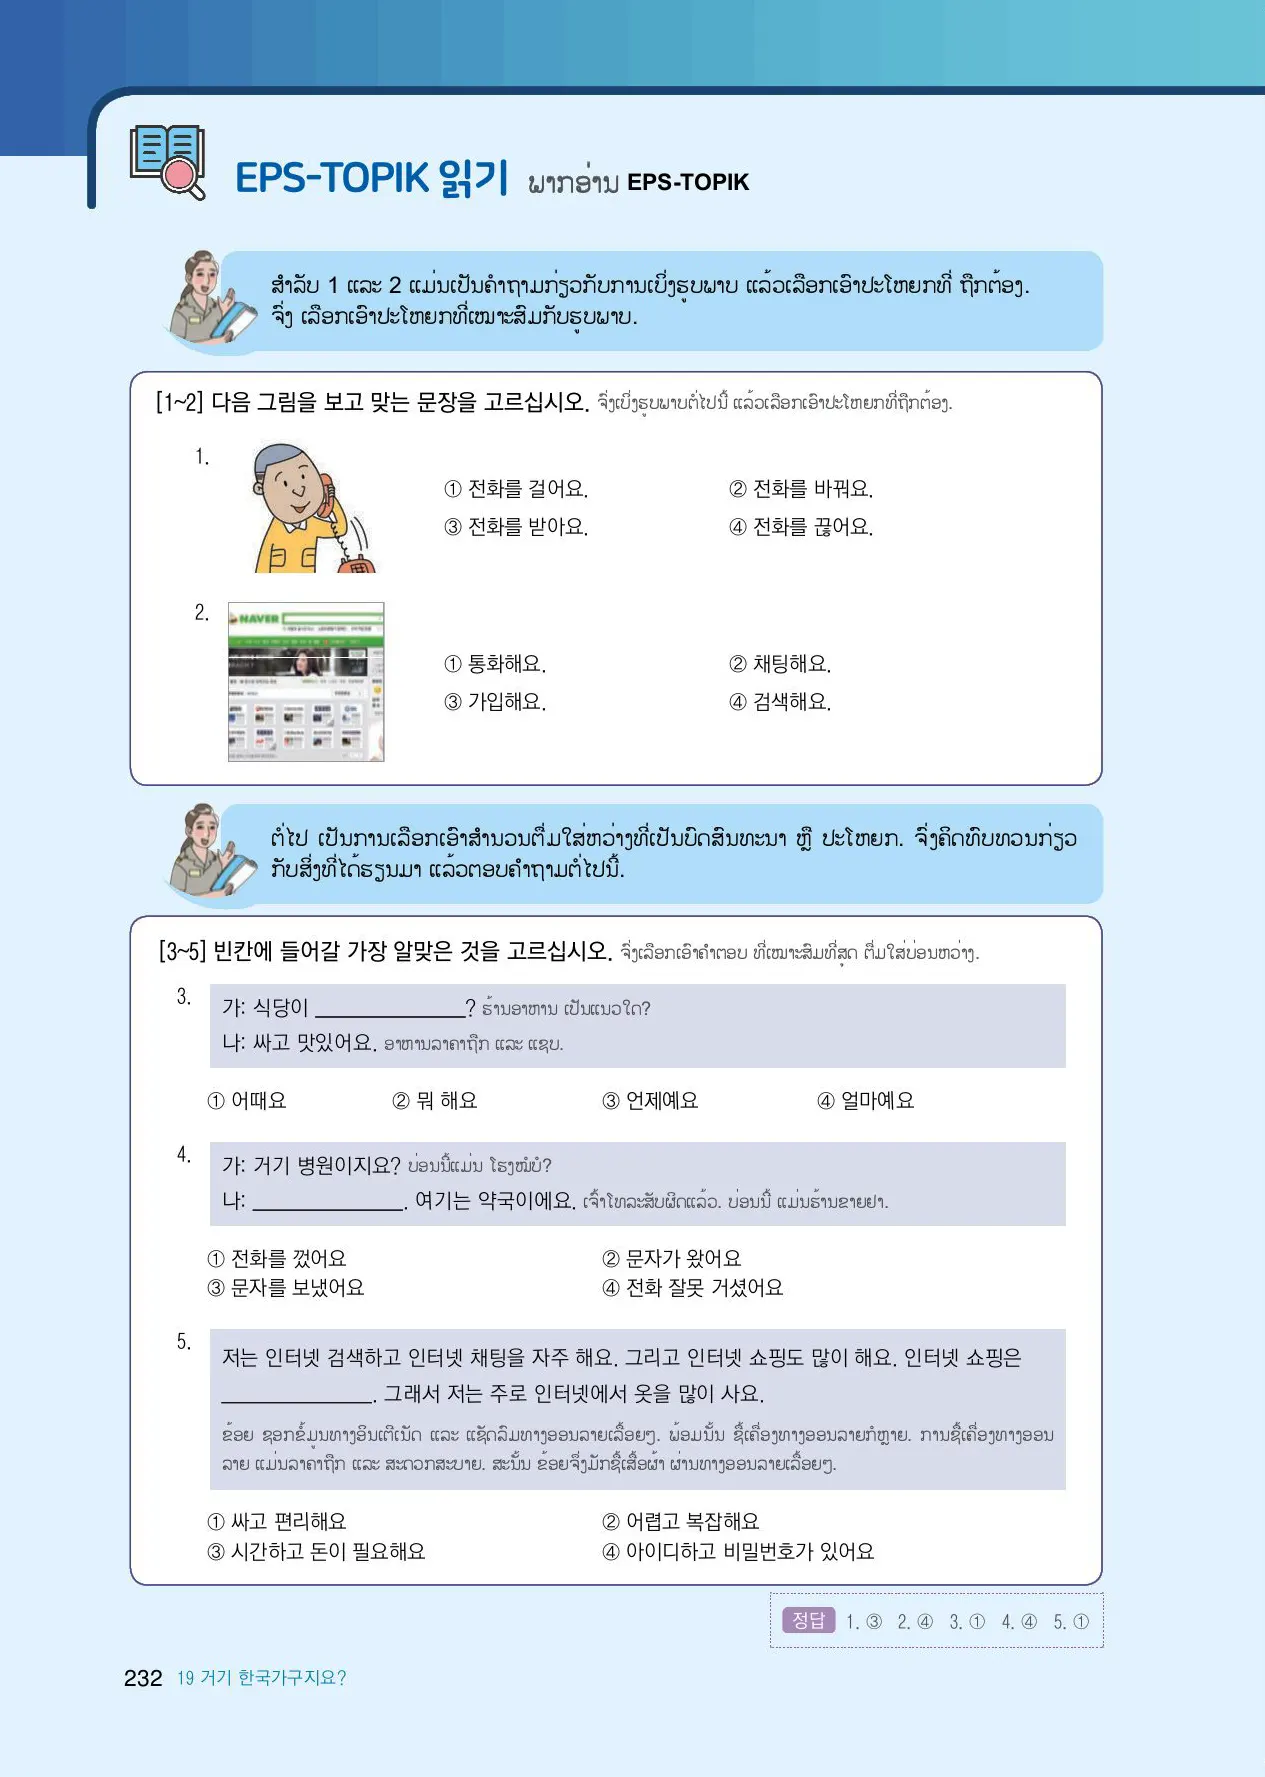 EPS-TOPIK 읽기 ພາກອ່ານ EPS-TOPIK
ສຳລັບ 1 ແລະ 2 ແມ່ນເປັນຄຳຖາມກ່ຽວກັບການເບິ່ງຮູບພາບ ແລ້ວເລືອກເອົາປະໂຫຍກທີ່ ຖືກຕ້ອງ.
ຈົ່ງ ເລືອກເອົາປະໂຫຍກທີ່ເໝາະສົມກັບຮູບພາບ.
[1~2] 다음 그림을 보고 맞는 문장을 고르십시오. ຈົ່ງເບິ່ງຮູບພາບຕໍ່ໄປນີ້ ແລ້ວເລືອກເອົາປະໂຫຍກທີ່ຖືກຕ້ອງ.
1.
① 전화를 걸어요. ② 전화를 바꿔요.
③ 전화를 받아요. ④ 전화를 끊어요.
2.
NAVER
① 통화해요. ② 채팅해요.
③ 가입해요. ④ 검색해요.
ຕໍ່ໄປ ເປັນການເລືອກເອົາສຳນວນຕື່ມໃສ່ຫວ່າງທີ່ເປັນບົດສົນທະນາ ຫຼື ປະໂຫຍກ. ຈົ່ງຄິດທົບທວນກ່ຽວ
ກັບສິ່ງທີ່ໄດ້ຮຽນມາ ແລ້ວຕອບຄຳຖາມຕໍ່ໄປນີ້.
[3~5] 빈칸에 들어갈 가장 알맞은 것을 고르십시오. ຈົ່ງເລືອກເອົາຄຳຕອບ ທີ່ເໝາະສົມທີ່ສຸດ ຕື່ມໃສ່ບ່ອນຫວ່າງ.
3. 가: 식당이 _______________? ຮ້ານອາຫານ ເປັນແນວໃດ?
나: 싸고 맛있어요. ອາຫານລາຄາຖືກ ແລະ ແຊບ.
① 어때요 ② 뭐 해요 ③ 언제예요 ④ 얼마예요
4. 가: 거기 병원이지요? ບ່ອນນີ້ແມ່ນ ໂຮງໝໍບໍ?
나: _______________. 여기는 약국이에요. ເຈົ້າໂທລະສັບຜິດແລ້ວ. ບ່ອນນີ້ ແມ່ນຮ້ານຂາຍຢາ.
① 전화를 껐어요 ② 문자가 왔어요
③ 문자를 보냈어요 ④ 전화 잘못 거셨어요
5. 저는 인터넷 검색하고 인터넷 채팅을 자주 해요. 그리고 인터넷 쇼핑도 많이 해요. 인터넷 쇼핑은
_______________. 그래서 저는 주로 인터넷에서 옷을 많이 사요.
ຂ້ອຍ ຊອກຂໍ້ມູນທາງອິນເຕີເນັດ ແລະ ແຊັດລົມທາງອອນລາຍເລື້ອຍໆ. ພ້ອມນັ້ນ ຊື້ເຄື່ອງທາງອອນລາຍກໍຫຼາຍ. ການຊື້ເຄື່ອງທາງອອນ
ລາຍ ແມ່ນລາຄາຖືກ ແລະ ສະດວກສະບາຍ. ສະນັ້ນ ຂ້ອຍຈຶ່ງມັກຊື້ເສື້ອຜ້າ ຜ່ານທາງອອນລາຍເລື້ອຍໆ.
① 싸고 편리해요 ② 어렵고 복잡해요
③ 시간하고 돈이 필요해요 ④ 아이디하고 비밀번호가 있어요
정답 1. ③ 2. ④ 3. ① 4. ④ 5. ①
232 19 거기 한국가구지요?